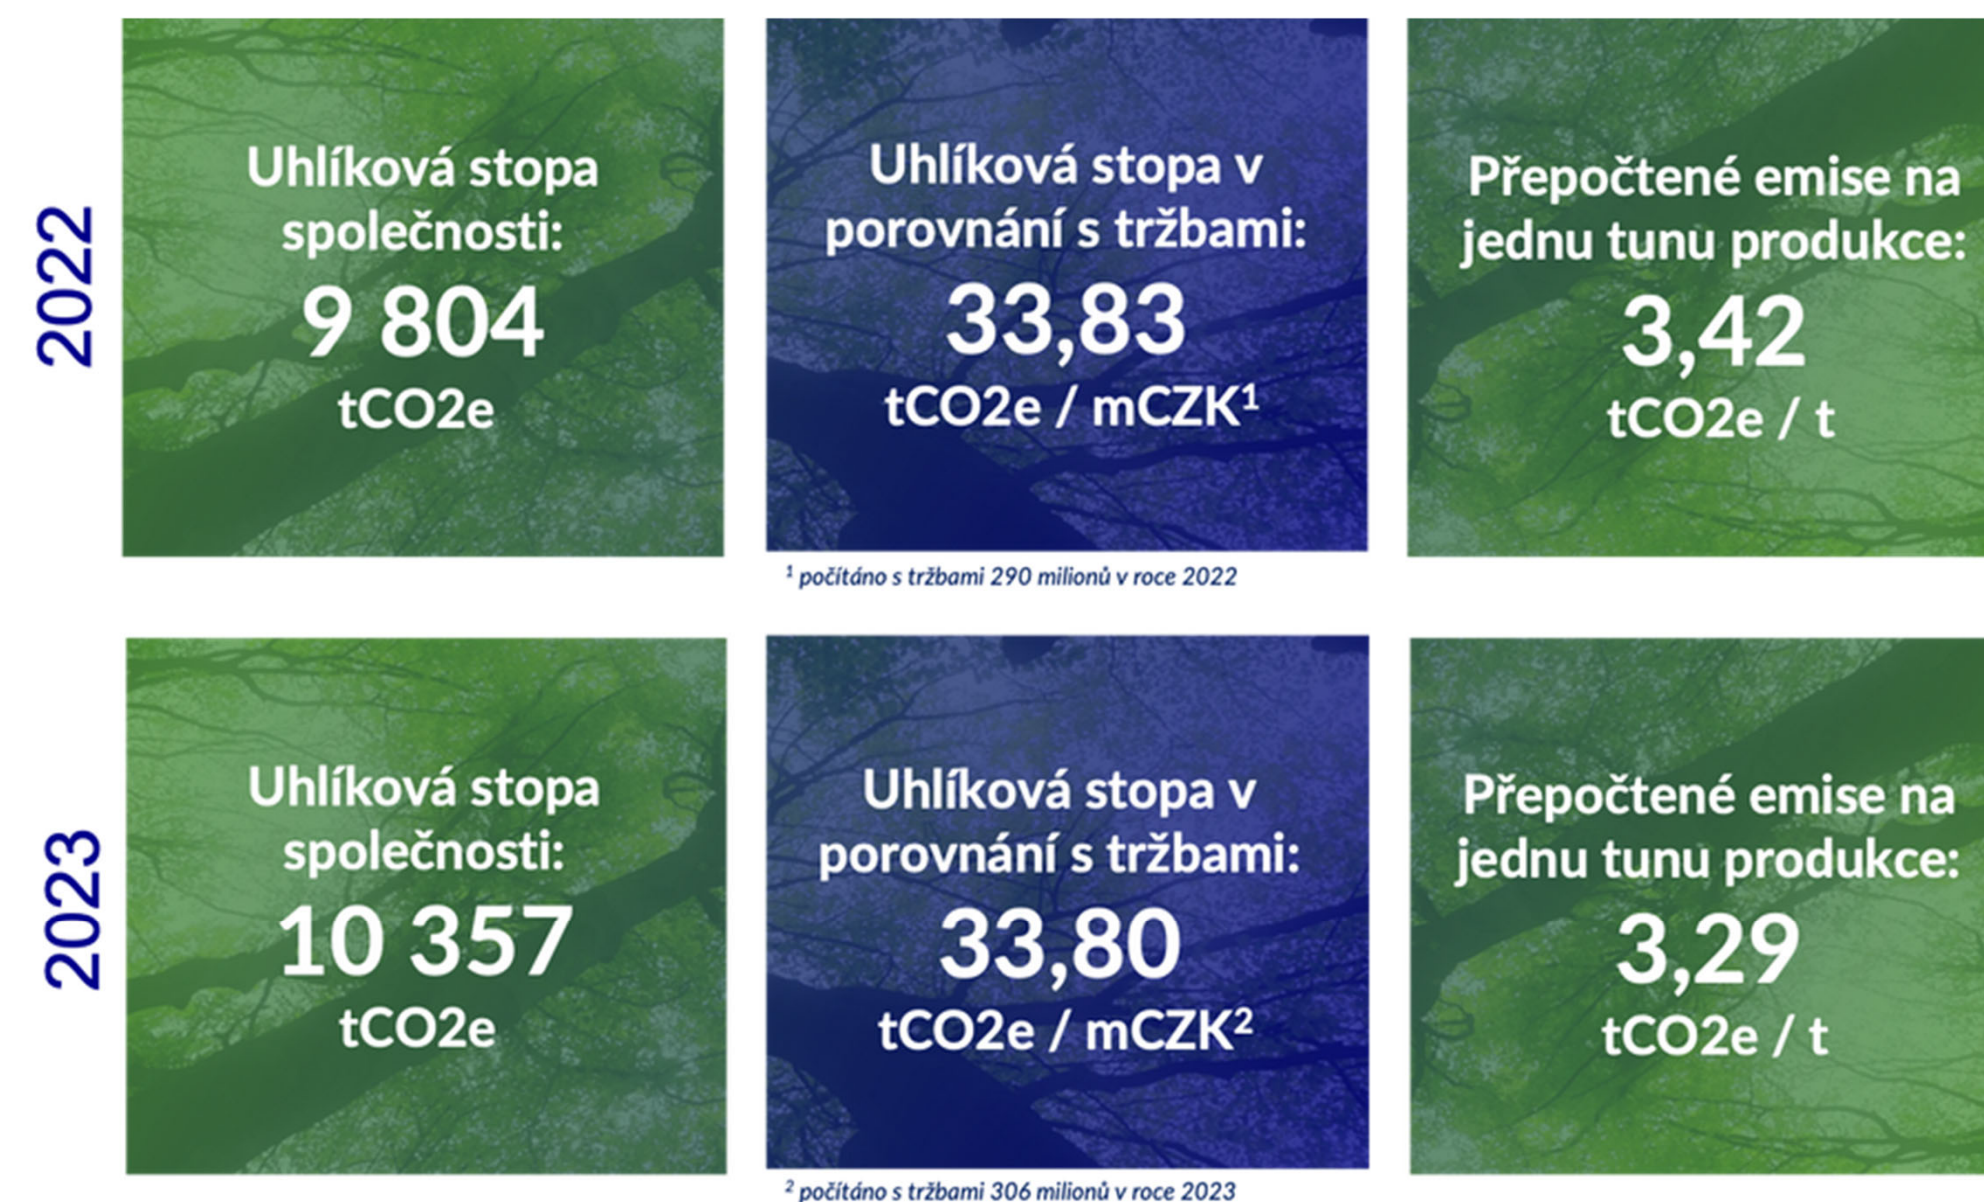 2022
Uhlíková stopa
společnosti:
9 804
tCO2e
Uhlíková stopa v
porovnání s tržbami:
33,83
tCO2e / mCZK¹
¹ počítáno s tržbami 290 milionů v roce 2022
Přepočtené emise na
jednu tunu produkce:
3,42
tCO2e / t
2023
Uhlíková stopa
společnosti:
10 357
tCO2e
Uhlíková stopa v
porovnání s tržbami:
33,80
tCO2e / mCZK²
² počítáno s tržbami 306 milionů v roce 2023
Přepočtené emise na
jednu tunu produkce:
3,29
tCO2e / t